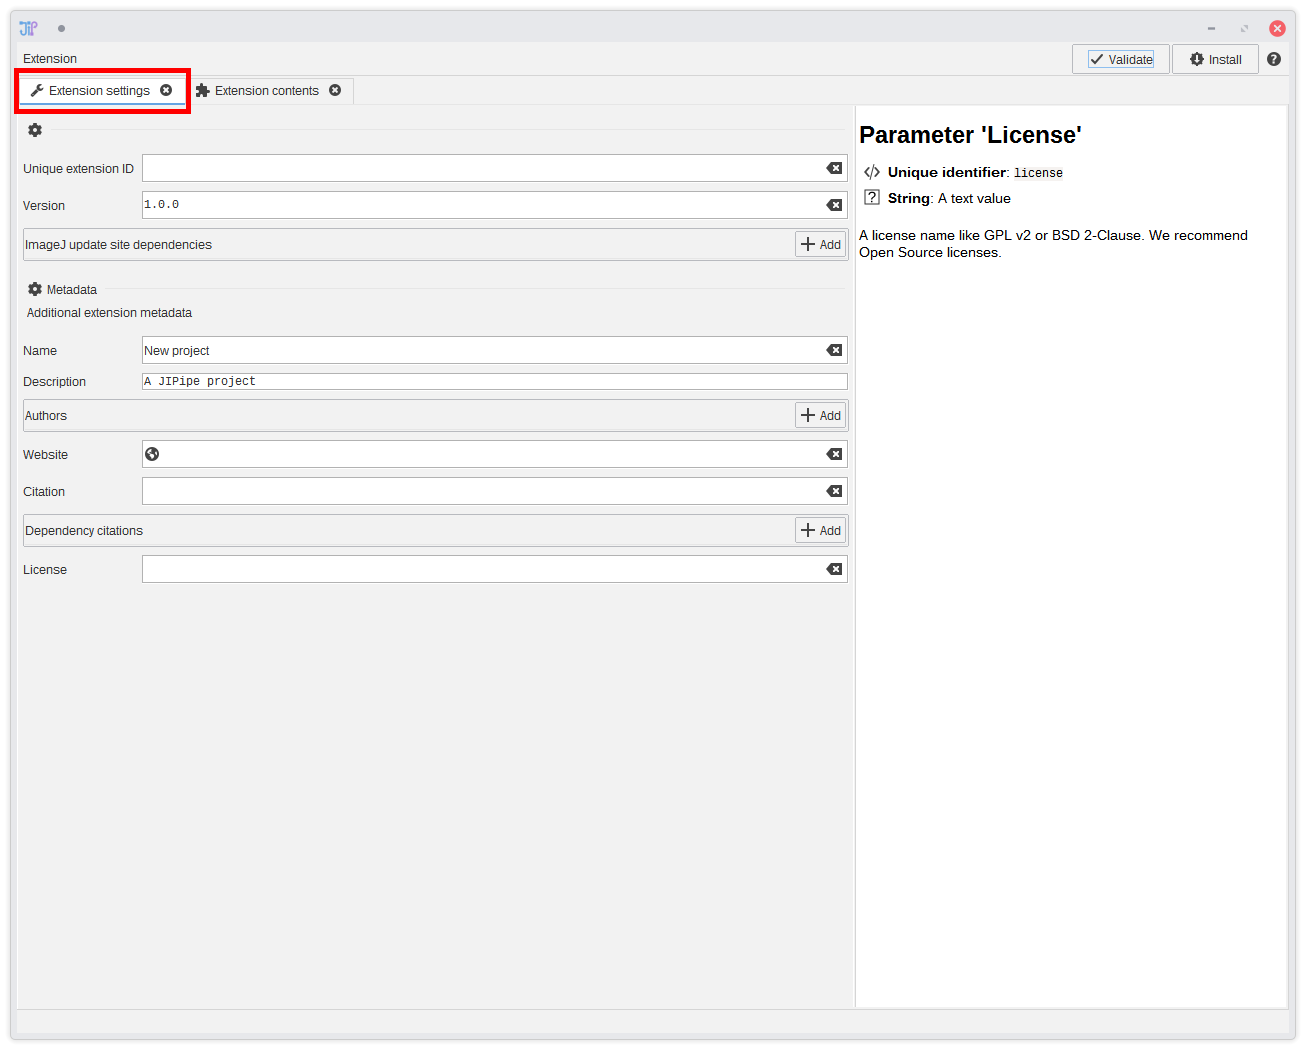 JIP
Extension
Validate
Install
Extension settings
Extension contents
Unique extension ID
Version
1.0.0
ImageJ update site dependencies
Add
Metadata
Additional extension metadata
Name
New project
Description
A JIPipe project
Authors
Add
Website
Citation
Dependency citations
Add
License
Parameter 'License'
</> Unique identifier: license
? String: A text value
A license name like GPL v2 or BSD 2-Clause. We recommend
Open Source licenses.